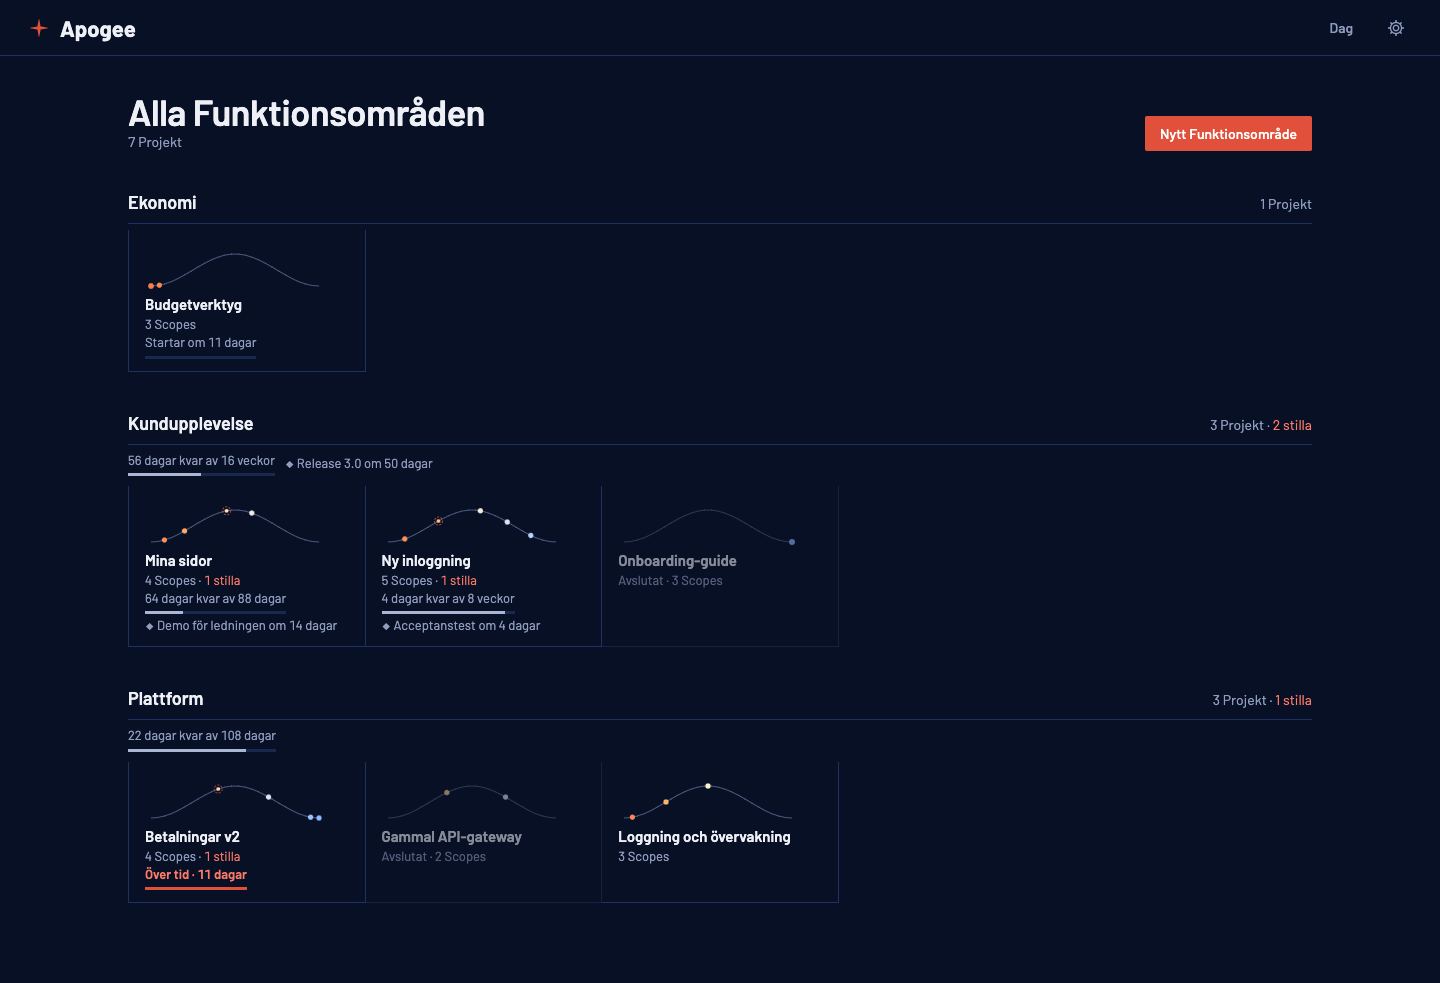 Apogee
Dag
Alla Funktionsområden
7 Projekt
Nytt Funktionsområde
Ekonomi
1 Projekt
Budgetverktyg
3 Scopes
Startar om 11 dagar
Kundupplevelse
3 Projekt · 2 stilla
56 dagar kvar av 16 veckor
◆ Release 3.0 om 50 dagar
Mina sidor
4 Scopes · 1 stilla
64 dagar kvar av 88 dagar
◆ Demo för ledningen om 14 dagar
Ny inloggning
5 Scopes · 1 stilla
4 dagar kvar av 8 veckor
◆ Acceptanstest om 4 dagar
Onboarding-guide
Avslutat · 3 Scopes
Plattform
3 Projekt · 1 stilla
22 dagar kvar av 108 dagar
Betalningar v2
4 Scopes · 1 stilla
Över tid · 11 dagar
Gammal API-gateway
Avslutat · 2 Scopes
Loggning och övervakning
3 Scopes